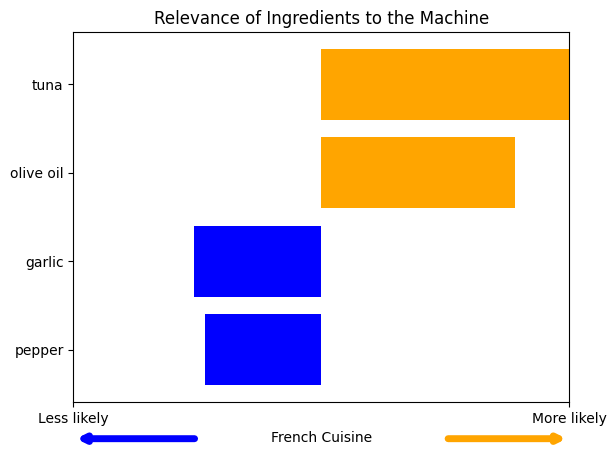 Relevance of Ingredients to the Machine
tuna
olive oil
garlic
pepper
Less likely
More likely
French Cuisine